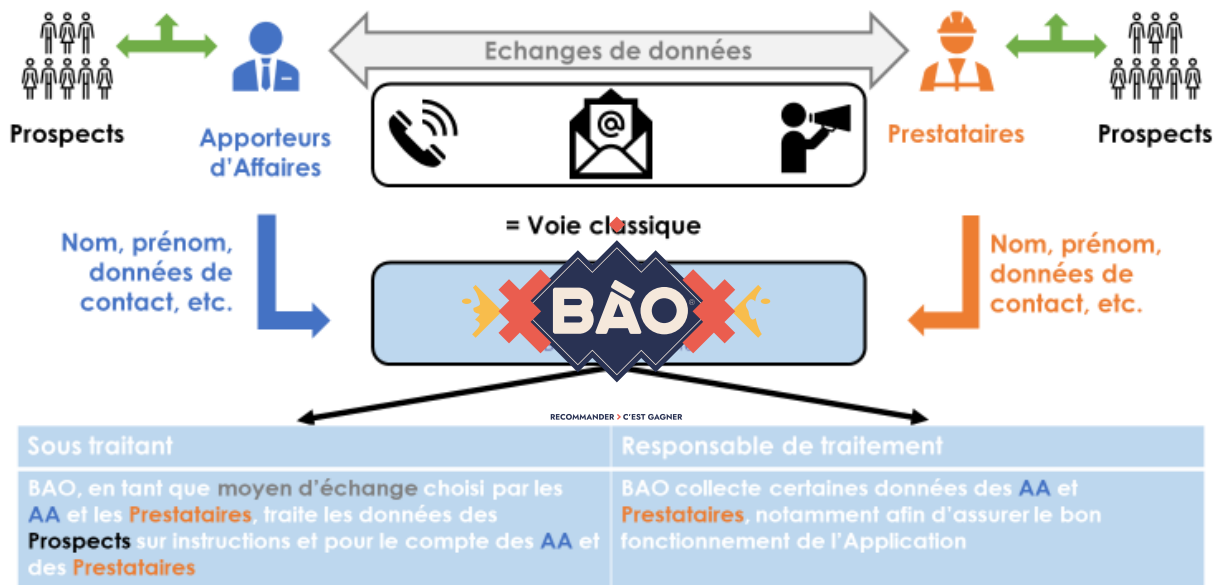 Echanges de données
@
Prospects
Apporteurs
d'Affaires
Prestataires
Prospects
= Voie classique
Nom, prénom,
données de
contact, etc.
Nom, prénom,
données de
contact, etc.
BÀO®
RECOMMANDER > C'EST GAGNER
Sous traitant
Responsable de traitement
BAO, en tant que moyen d'échange choisi par les
AA et les Prestataires, traite les données des
Prospects sur instructions et pour le compte des AA et
des Prestataires
BAO collecte certaines données des AA et
Prestataires, notamment afin d'assurer le bon
fonctionnement de l'Application